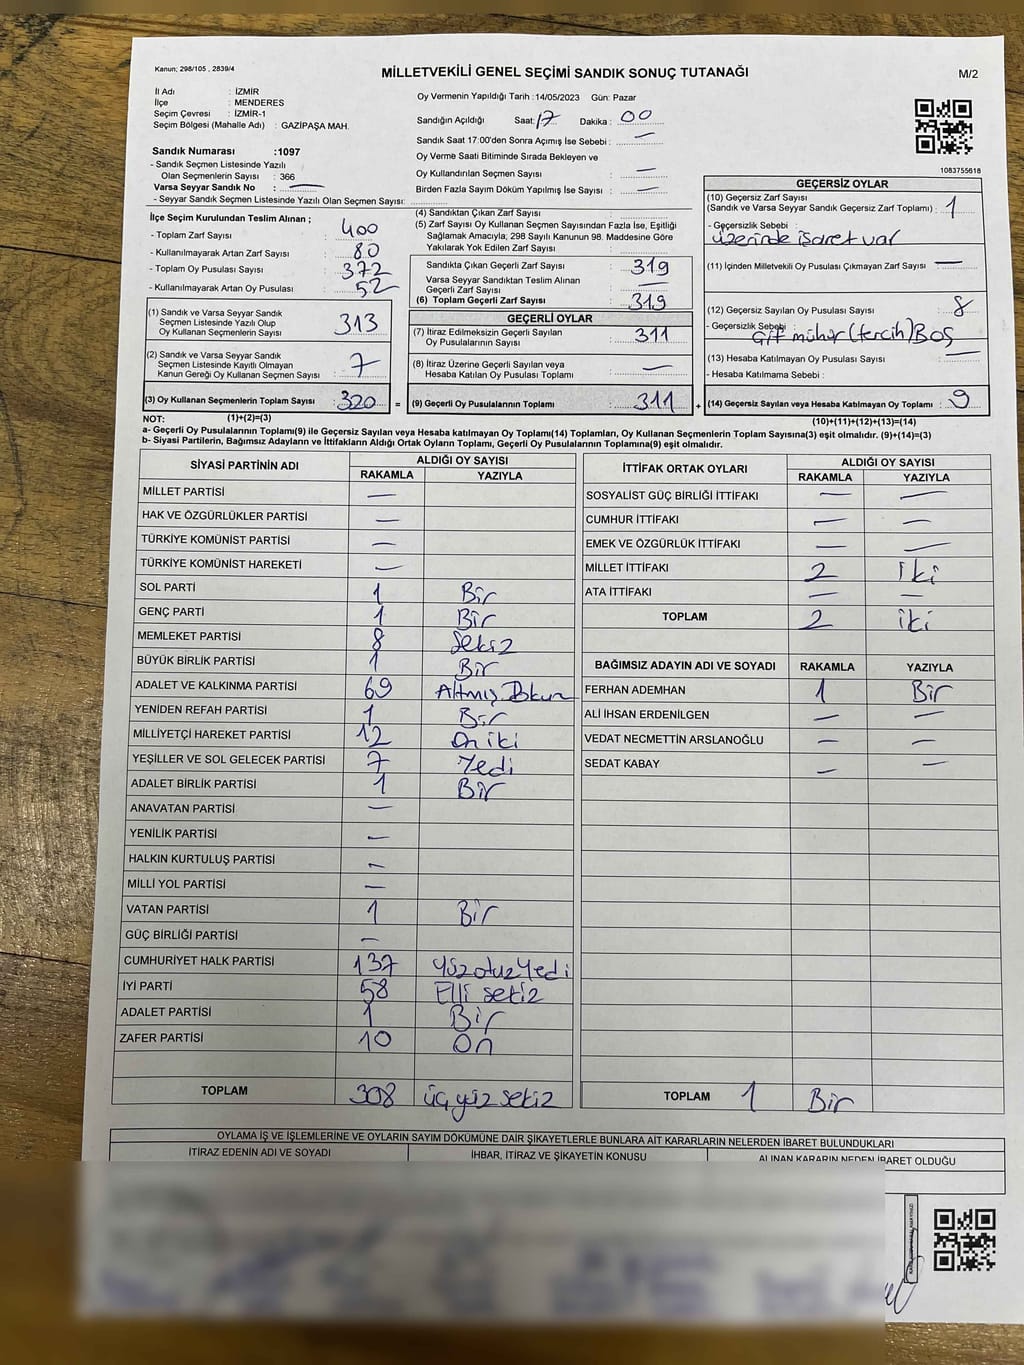 Kanun; 298/105 , 2839/4
MİLLETVEKİLİ GENEL SEÇİMİ SANDIK SONUÇ TUTANAĞI
M/2
İl Adı : İZMİR
İlçe : MENDERES
Seçim Çevresi : İZMİR-1
Seçim Bölgesi (Mahalle Adı) : GAZİPAŞA MAH.
Sandık Numarası :1097
- Sandık Seçmen Listesinde Yazılı
Olan Seçmenlerin Sayısı : 366
Varsa Seyyar Sandık No : —
- Seyyar Sandık Seçmen Listesinde Yazılı Olan Seçmen Sayısı:
Oy Vermenin Yapıldığı Tarih :14/05/2023 Gün: Pazar
Sandığın Açıldığı Saat: 17 Dakika : 00
Sandık Saat 17:00'den Sonra Açımış İse Sebebi : —
Oy Verme Saati Bitiminde Sırada Bekleyen ve
Oy Kullandırılan Seçmen Sayısı : —
Birden Fazla Sayım Döküm Yapılmış İse Sayısı : —
1083755618
İlçe Seçim Kurulundan Teslim Alınan ;
- Toplam Zarf Sayısı : 400
- Kullanılmayarak Artan Zarf Sayısı : 80
- Toplam Oy Pusulası Sayısı : 372
- Kullanılmayarak Artan Oy Pusulası : 52
(1) Sandık ve Varsa Seyyar Sandık
Seçmen Listesinde Yazılı Olup
Oy Kullanan Seçmenlerin Sayısı 313
(2) Sandık ve Varsa Seyyar Sandık
Seçmen Listesinde Kayıtlı Olmayan
Kanun Gereği Oy Kullanan Seçmen Sayısı : 7
(3) Oy Kullanan Seçmenlerin Toplam Sayısı 320 =
(1)+(2)=(3)
(4) Sandıktan Çıkan Zarf Sayısı :
(5) Zarf Sayısı Oy Kullanan Seçmen Sayısından Fazla İse, Eşitliği
Sağlamak Amacıyla; 298 Sayılı Kanunun 98. Maddesine Göre
Yakılarak Yok Edilen Zarf Sayısı :
Sandıkta Çıkan Geçerli Zarf Sayısı : 319
Varsa Seyyar Sandıktan Teslim Alınan
Geçerli Zarf Sayısı : —
(6) Toplam Geçerli Zarf Sayısı : 319
GEÇERLİ OYLAR
(7) İtiraz Edilmeksizin Geçerli Sayılan
Oy Pusulalarının Sayısı : 311
(8) İtiraz Üzerine Geçerli Sayılan veya
Hesaba Katılan Oy Pusulası Toplamı : —
(9) Geçerli Oy Pusulalarının Toplamı : 311 +
GEÇERSİZ OYLAR
(10) Geçersiz Zarf Sayısı
(Sandık ve Varsa Seyyar Sandık Geçersiz Zarf Toplamı) : 1
- Geçersizlik Sebebi :
üzerinde işaret var
(11) İçinden Milletvekili Oy Pusulası Çıkmayan Zarf Sayısı : —
(12) Geçersiz Sayılan Oy Pusulası Sayısı : 8
- Geçersizlik Sebebi :
Çift mühür (tercih) Boş
(13) Hesaba Katılmayan Oy Pusulası Sayısı : —
- Hesaba Katılmama Sebebi :
(14) Geçersiz Sayılan veya Hesaba Katılmayan Oy Toplamı : 9
(10)+(11)+(12)+(13)=(14)
NOT:
a- Geçerli Oy Pusulalarının Toplamı(9) ile Geçersiz Sayılan veya Hesaba katılmayan Oy Toplamı(14) Toplamları, Oy Kullanan Seçmenlerin Toplam Sayısına(3) eşit olmalıdır. (9)+(14)=(3)
b- Siyasi Partilerin, Bağımsız Adayların ve İttifakların Aldığı Ortak Oyların Toplamı, Geçerli Oy Pusulalarının Toplamına(9) eşit olmalıdır.
SİYASİ PARTİNİN ADI ALDIĞI OY SAYISI
RAKAMLA YAZIYLA
MİLLET PARTİSİ —
HAK VE ÖZGÜRLÜKLER PARTİSİ —
TÜRKİYE KOMÜNİST PARTİSİ —
TÜRKİYE KOMÜNİST HAREKETİ —
SOL PARTİ 1 Bir
GENÇ PARTİ 1 Bir
MEMLEKET PARTİSİ 8 Sekiz
BÜYÜK BİRLİK PARTİSİ 1 Bir
ADALET VE KALKINMA PARTİSİ 69 Altmış Dokuz
YENİDEN REFAH PARTİSİ 1 Bir
MİLLİYETÇİ HAREKET PARTİSİ 12 On iki
YEŞİLLER VE SOL GELECEK PARTİSİ 7 Yedi
ADALET BİRLİK PARTİSİ 1 Bir
ANAVATAN PARTİSİ —
YENİLİK PARTİSİ —
HALKIN KURTULUŞ PARTİSİ —
MİLLİ YOL PARTİSİ —
VATAN PARTİSİ 1 Bir
GÜÇ BİRLİĞİ PARTİSİ —
CUMHURİYET HALK PARTİSİ 137 Yüz otuz Yedi
İYİ PARTİ 58 Elli sekiz
ADALET PARTİSİ 1 Bir
ZAFER PARTİSİ 10 On
TOPLAM 308 üç yüz sekiz
İTTİFAK ORTAK OYLARI ALDIĞI OY SAYISI
RAKAMLA YAZIYLA
SOSYALİST GÜÇ BİRLİĞİ İTTİFAKI — —
CUMHUR İTTİFAKI — —
EMEK VE ÖZGÜRLÜK İTTİFAKI — —
MİLLET İTTİFAKI 2 İki
ATA İTTİFAKI — —
TOPLAM 2 iki
BAĞIMSIZ ADAYIN ADI VE SOYADI RAKAMLA YAZIYLA
FERHAN ADEMHAN 1 Bir
ALİ İHSAN ERDENİLGEN — —
VEDAT NECMETTİN ARSLANOĞLU — —
SEDAT KABAY — —
TOPLAM 1 Bir
OYLAMA İŞ VE İŞLEMLERİNE VE OYLARIN SAYIM DÖKÜMÜNE DAİR ŞİKAYETLERLE BUNLARA AİT KARARLARIN NELERDEN İBARET BULUNDUKLARI
İTİRAZ EDENİN ADI VE SOYADI İHBAR, İTİRAZ VE ŞİKAYETİN KONUSU ALINAN KARARIN NEDEN İBARET OLDUĞU